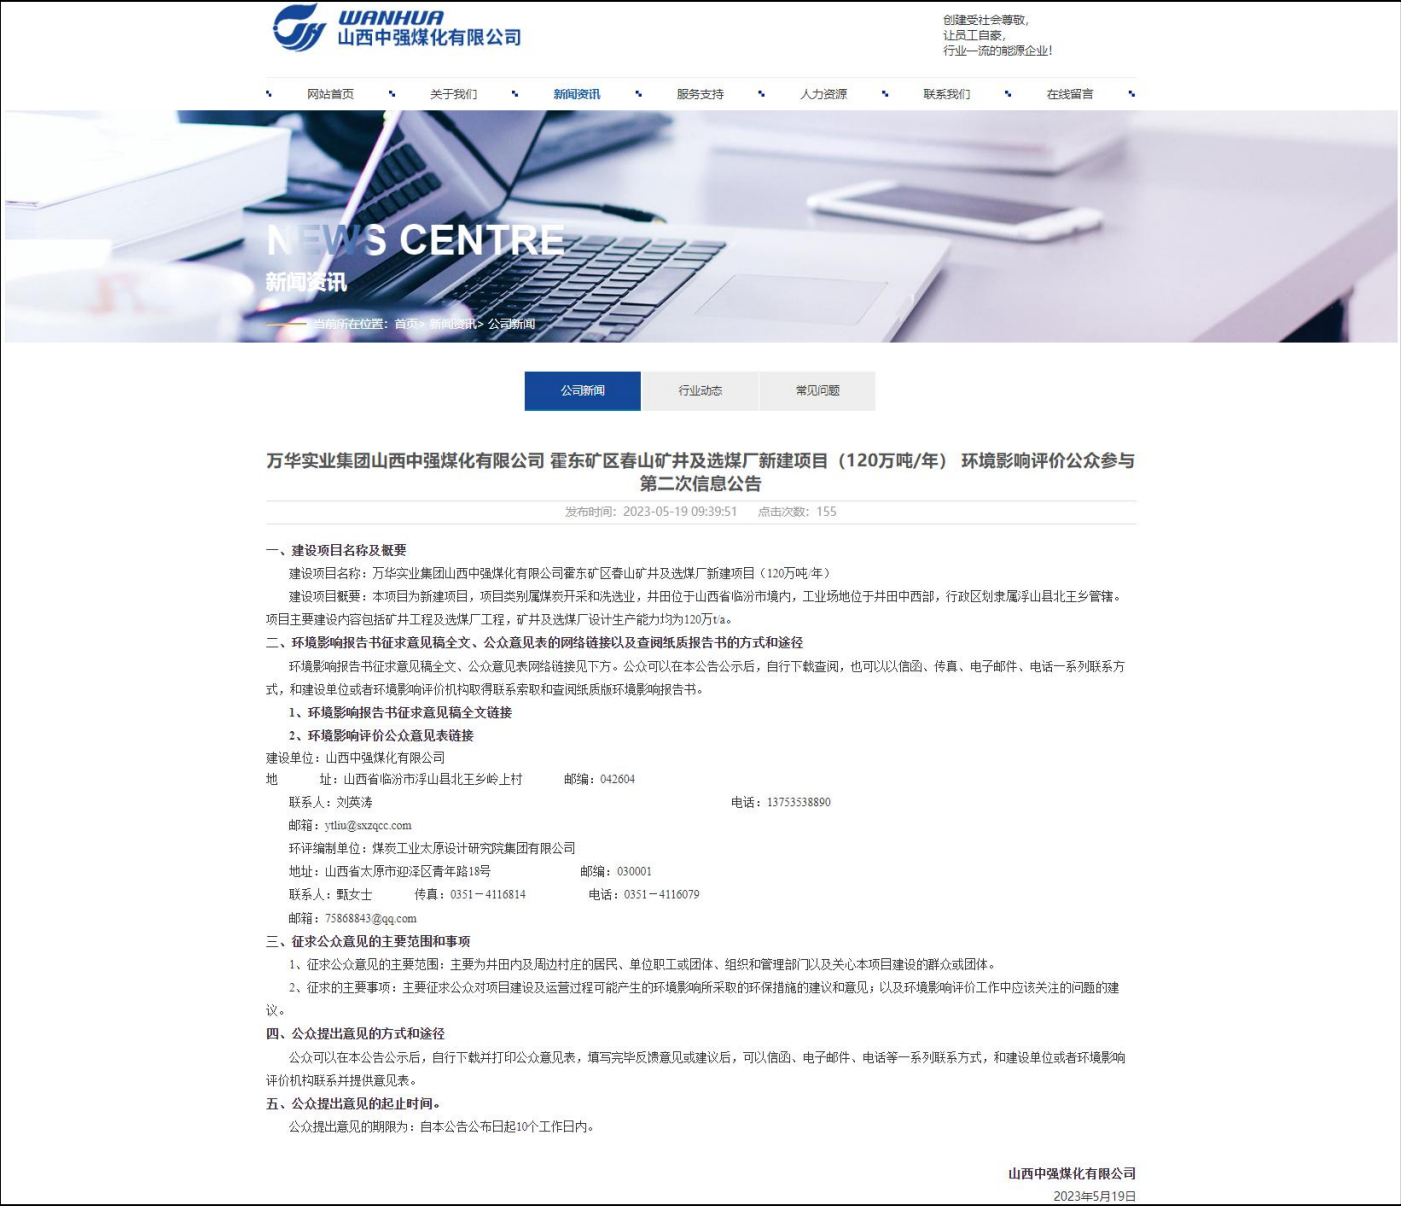 WANHUA
山西中强煤化有限公司
创建受社会尊敬,
让员工自豪,
行业一流的能源企业!
网站首页 关于我们 新闻资讯 服务支持 人力资源 联系我们 在线留言
NEWS CENTRE
新闻资讯
当前所在位置：首页> 新闻资讯> 公司新闻
公司新闻 行业动态 常见问题
万华实业集团山西中强煤化有限公司 霍东矿区春山矿井及选煤厂新建项目（120万吨/年） 环境影响评价公众参与
第二次信息公告
发布时间：2023-05-19 09:39:51 点击次数：155
一、建设项目名称及概要
建设项目名称：万华实业集团山西中强煤化有限公司霍东矿区春山矿井及选煤厂新建项目（120万吨/年）
建设项目概要：本项目为新建项目，项目类别属煤炭开采和洗选业，井田位于山西省临汾市境内，工业场地位于井田中西部，行政区划隶属浮山县北王乡管辖。
项目主要建设内容包括矿井工程及选煤厂工程，矿井及选煤厂设计生产能力均为120万t/a。
二、环境影响报告书征求意见稿全文、公众意见表的网络链接以及查阅纸质报告书的方式和途径
环境影响报告书征求意见稿全文、公众意见表网络链接见下方。公众可以在本公告公示后，自行下载查阅，也可以以信函、传真、电子邮件、电话一系列联系方
式，和建设单位或者环境影响评价机构取得联系索取和查阅纸质版环境影响报告书。
1、环境影响报告书征求意见稿全文链接
2、环境影响评价公众意见表链接
建设单位：山西中强煤化有限公司
地 址：山西省临汾市浮山县北王乡岭上村 邮编：042604
联系人：刘英涛 电话：13753538890
邮箱：ytliu@sxzqcc.com
环评编制单位：煤炭工业太原设计研究院集团有限公司
地址：山西省太原市迎泽区青年路18号 邮编：030001
联系人：甄女士 传真：0351－4116814 电话：0351－4116079
邮箱：75868843@qq.com
三、征求公众意见的主要范围和事项
1、征求公众意见的主要范围：主要为井田内及周边村庄的居民、单位职工或团体、组织和管理部门以及关心本项目建设的群众或团体。
2、征求的主要事项：主要征求公众对项目建设及运营过程可能产生的环境影响所采取的环保措施的建议和意见；以及环境影响评价工作中应该关注的问题的建
议。
四、公众提出意见的方式和途径
公众可以在本公告公示后，自行下载并打印公众意见表，填写完毕反馈意见或建议后，可以信函、电子邮件、电话等一系列联系方式，和建设单位或者环境影响
评价机构联系并提供意见表。
五、公众提出意见的起止时间。
公众提出意见的期限为：自本公告公布日起10个工作日内。
山西中强煤化有限公司
2023年5月19日